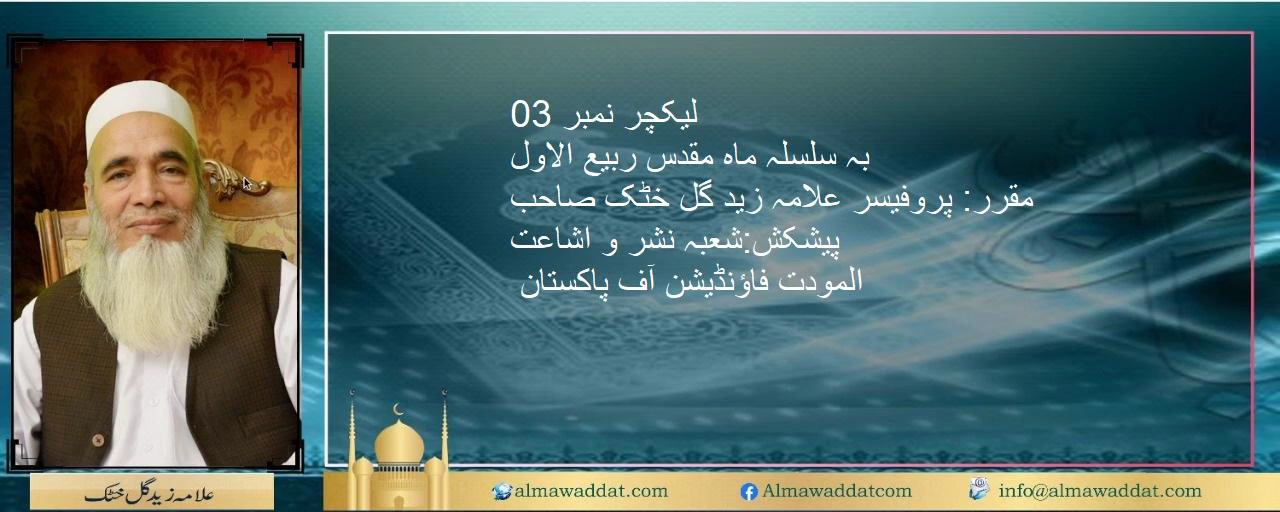 لیکچر نمبر 03
بہ سلسلہ ماہ مقدس ربیع الاول
مقرر: پروفیسر علامہ زید گل خٹک صاحب
پیشکش:شعبہ نشر و اشاعت
المودت فاؤنڈیشن آف پاکستان
علامہ زید گل خٹک
almawaddat.com
Almawaddatcom
info@almawaddat.com